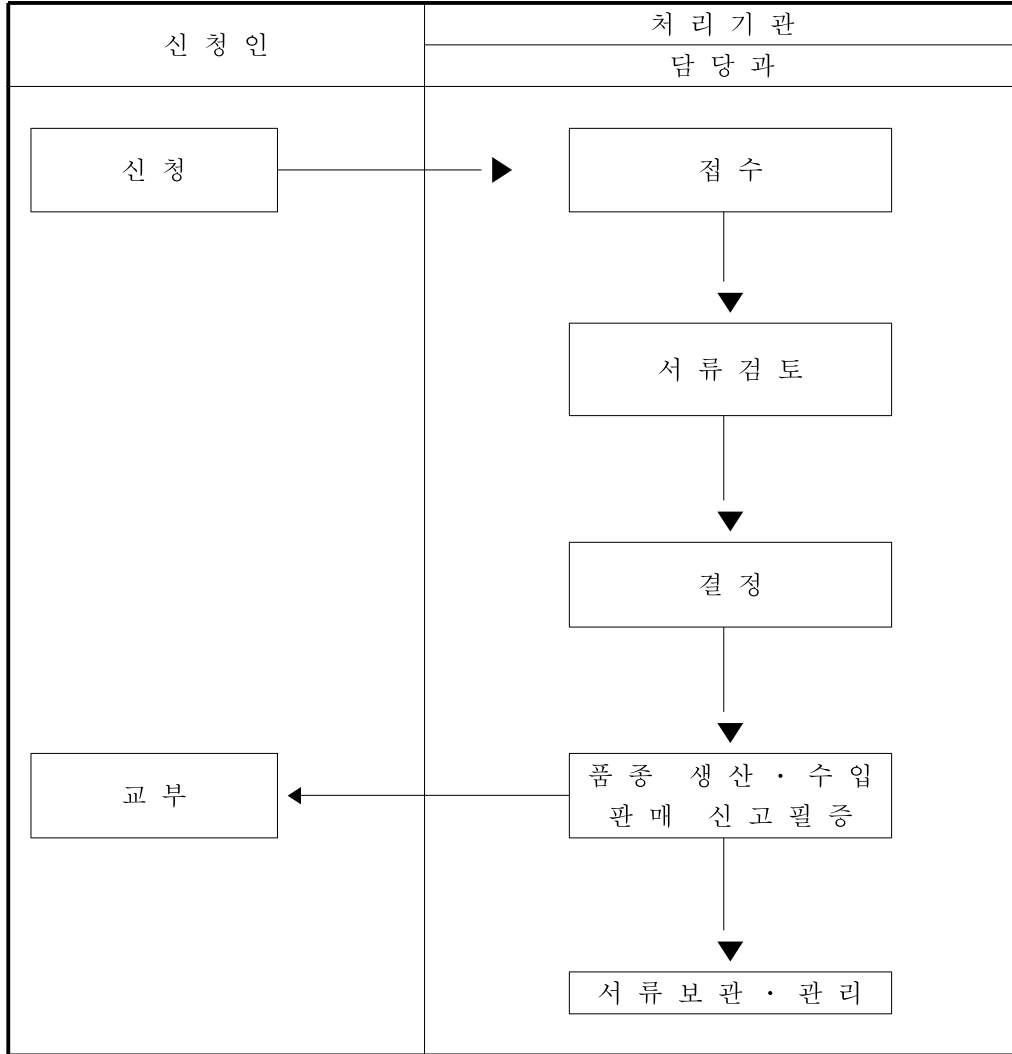 신 청 인
처 리 기 관
담 당 과
신 청
접 수
서 류 검 토
결 정
교 부
품 종 생 산 · 수 입
판 매 신 고 필 증
서 류 보 관 · 관 리